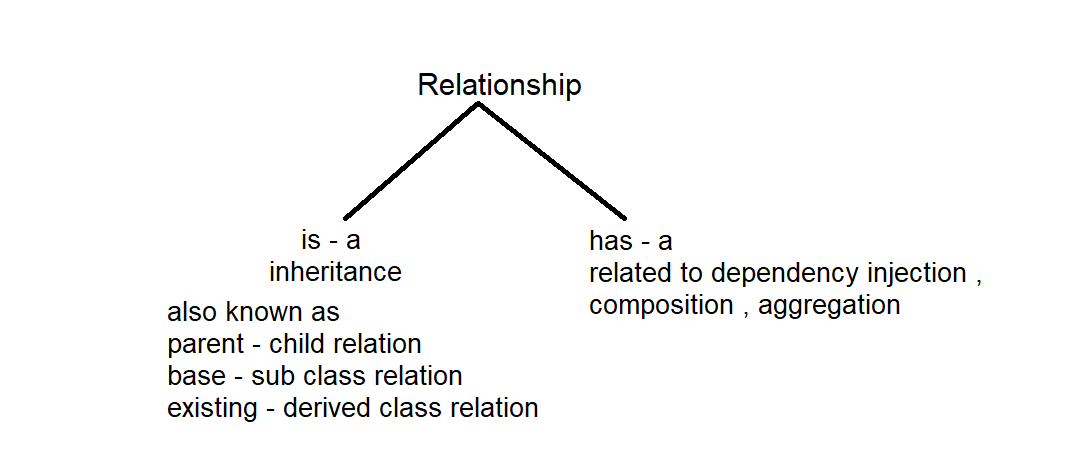 Relationship
is - a
inheritance
also known as
parent - child relation
base - sub class relation
existing - derived class relation
has - a
related to dependency injection ,
composition , aggregation